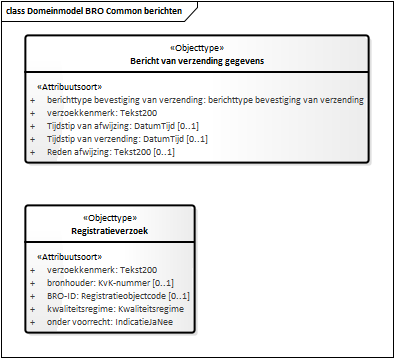 class Domeinmodel BRO Common berichten
«Objecttype»
Bericht van verzending gegevens
«Attribuutsoort»
+ berichttype bevestiging van verzending: berichttype bevestiging van verzending
+ verzoekkenmerk: Tekst200
+ Tijdstip van afwijzing: DatumTijd [0..1]
+ Tijdstip van verzending: DatumTijd [0..1]
+ Reden afwijzing: Tekst200 [0..1]
«Objecttype»
Registratieverzoek
«Attribuutsoort»
+ verzoekkenmerk: Tekst200
+ bronhouder: KvK-nummer [0..1]
+ BRO-ID: Registratieobjectcode [0..1]
+ kwaliteitsregime: Kwaliteitsregime
+ onder voorrecht: IndicatieJaNee